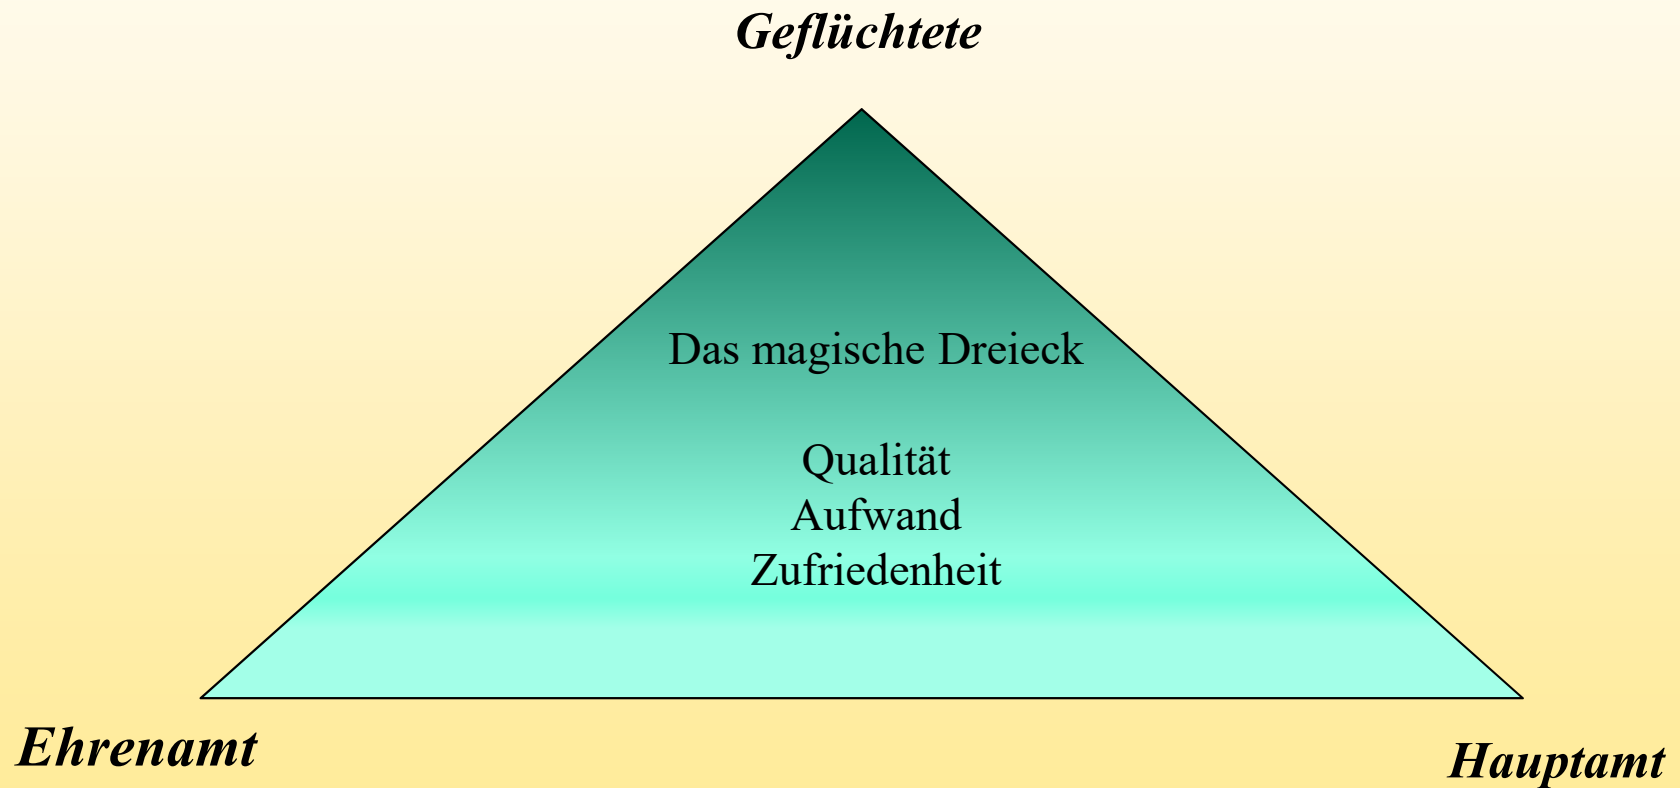 Geflüchtete
Das magische Dreieck
Qualität
Aufwand
Zufriedenheit
Ehrenamt
Hauptamt